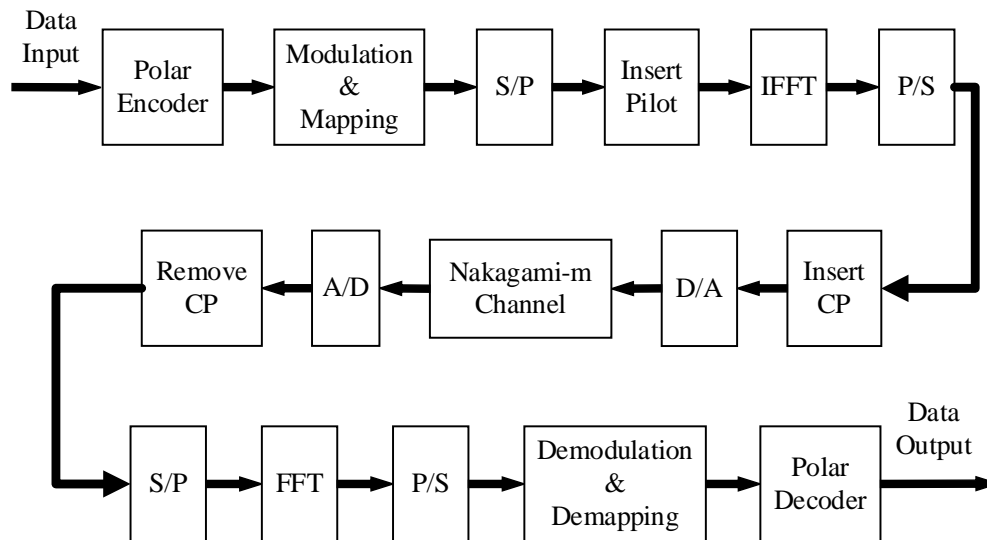 Data
Input
Polar
Encoder
Modulation
&
Mapping
S/P
Insert
Pilot
IFFT
P/S
Remove
CP
A/D
Nakagami-m
Channel
D/A
Insert
CP
S/P
FFT
P/S
Demodulation
&
Demapping
Polar
Decoder
Data
Output